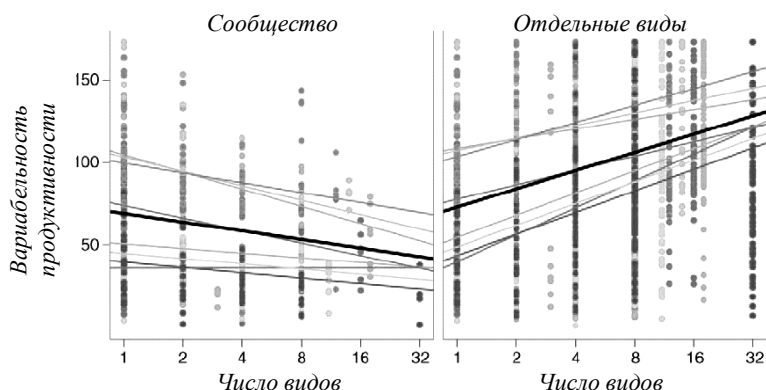 Сообщество
Отдельные виды
Вариабельность
продуктивности
150
100
50
1 2 4 8 16 32
1 2 4 8 16 32
Число видов
Число видов